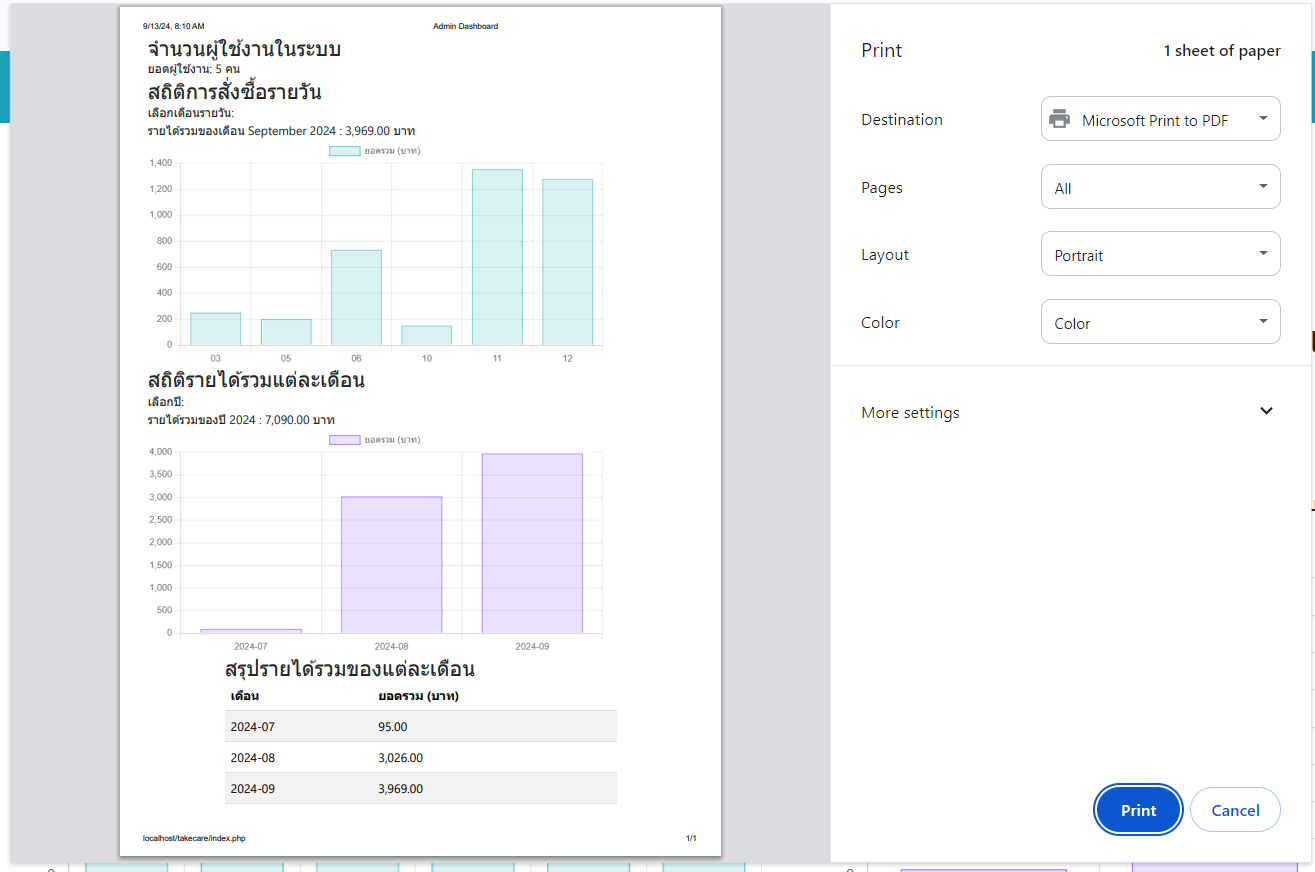 9/13/24, 8:10 AM Admin Dashboard
จำนวนผู้ใช้งานในระบบ
ยอดผู้ใช้งาน: 5 คน
สถิติการสั่งซื้อรายวัน
เลือกเดือนรายวัน:
รายได้รวมของเดือน September 2024 : 3,969.00 บาท
ยอดรวม (บาท)
1,400
1,200
1,000
800
600
400
200
0
03 05 06 10 11 12
สถิติรายได้รวมแต่ละเดือน
เลือกปี:
รายได้รวมของปี 2024 : 7,090.00 บาท
ยอดรวม (บาท)
4,000
3,500
3,000
2,500
2,000
1,500
1,000
500
0
2024-07 2024-08 2024-09
สรุปรายได้รวมของแต่ละเดือน
เดือน ยอดรวม (บาท)
2024-07 95.00
2024-08 3,026.00
2024-09 3,969.00
localhost/takecare/index.php 1/1
Print 1 sheet of paper
Destination Microsoft Print to PDF
Pages All
Layout Portrait
Color Color
More settings
Print Cancel